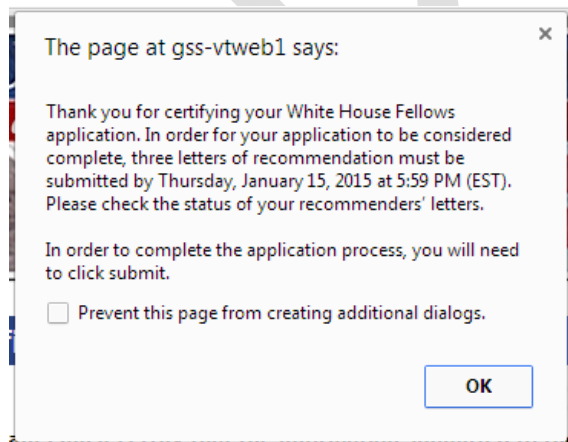 The page at gss-vtweb1 says:
Thank you for certifying your White House Fellows
application. In order for your application to be considered
complete, three letters of recommendation must be
submitted by Thursday, January 15, 2015 at 5:59 PM (EST).
Please check the status of your recommenders' letters.
In order to complete the application process, you will need
to click submit.
Prevent this page from creating additional dialogs.
OK